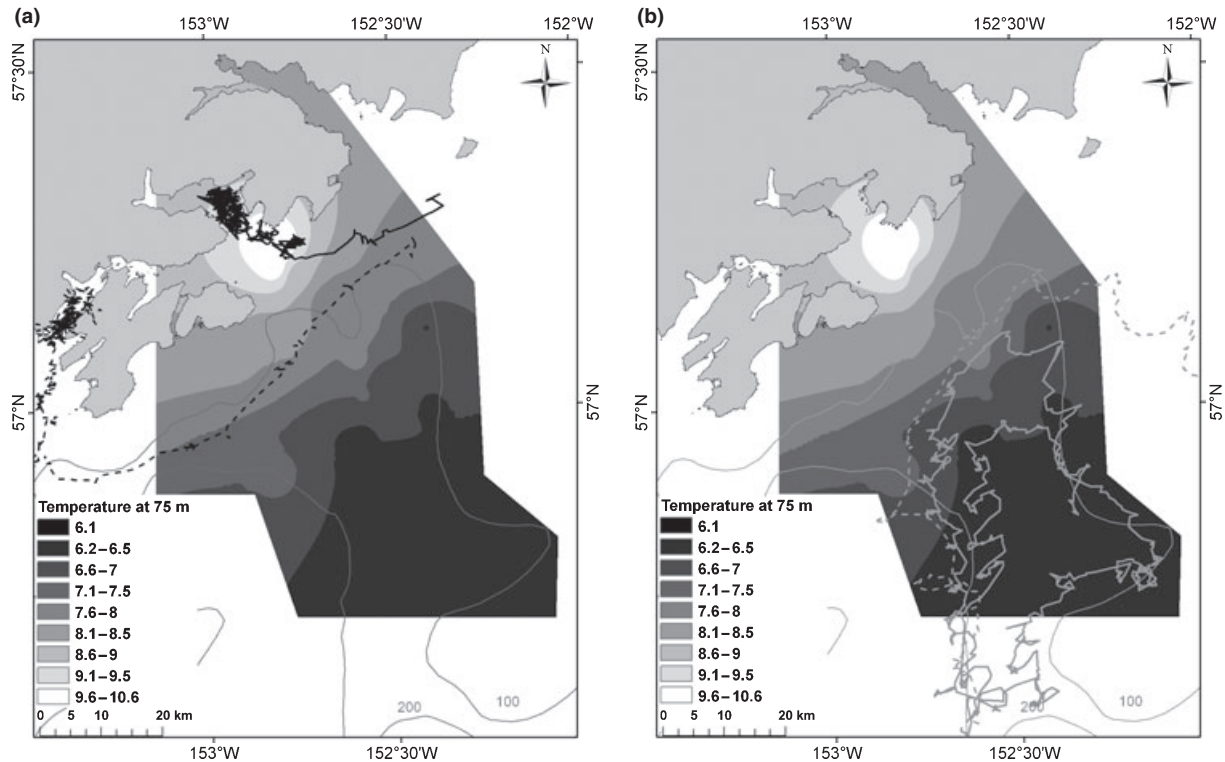 (a)
153°W 152°30'W 152°W
57°30'N
N
57°N
57°N
Temperature at 75 m
6.1
6.2–6.5
6.6–7
7.1–7.5
7.6–8
8.1–8.5
8.6–9
9.1–9.5
9.6–10.6
0 5 10 20 km
200
100
153°W 152°30'W
(b)
153°W 152°30'W 152°W
57°30'N
N
57°N
57°N
Temperature at 75 m
6.1
6.2–6.5
6.6–7
7.1–7.5
7.6–8
8.1–8.5
8.6–9
9.1–9.5
9.6–10.6
0 5 10 20 km
200
100
153°W 152°30'W